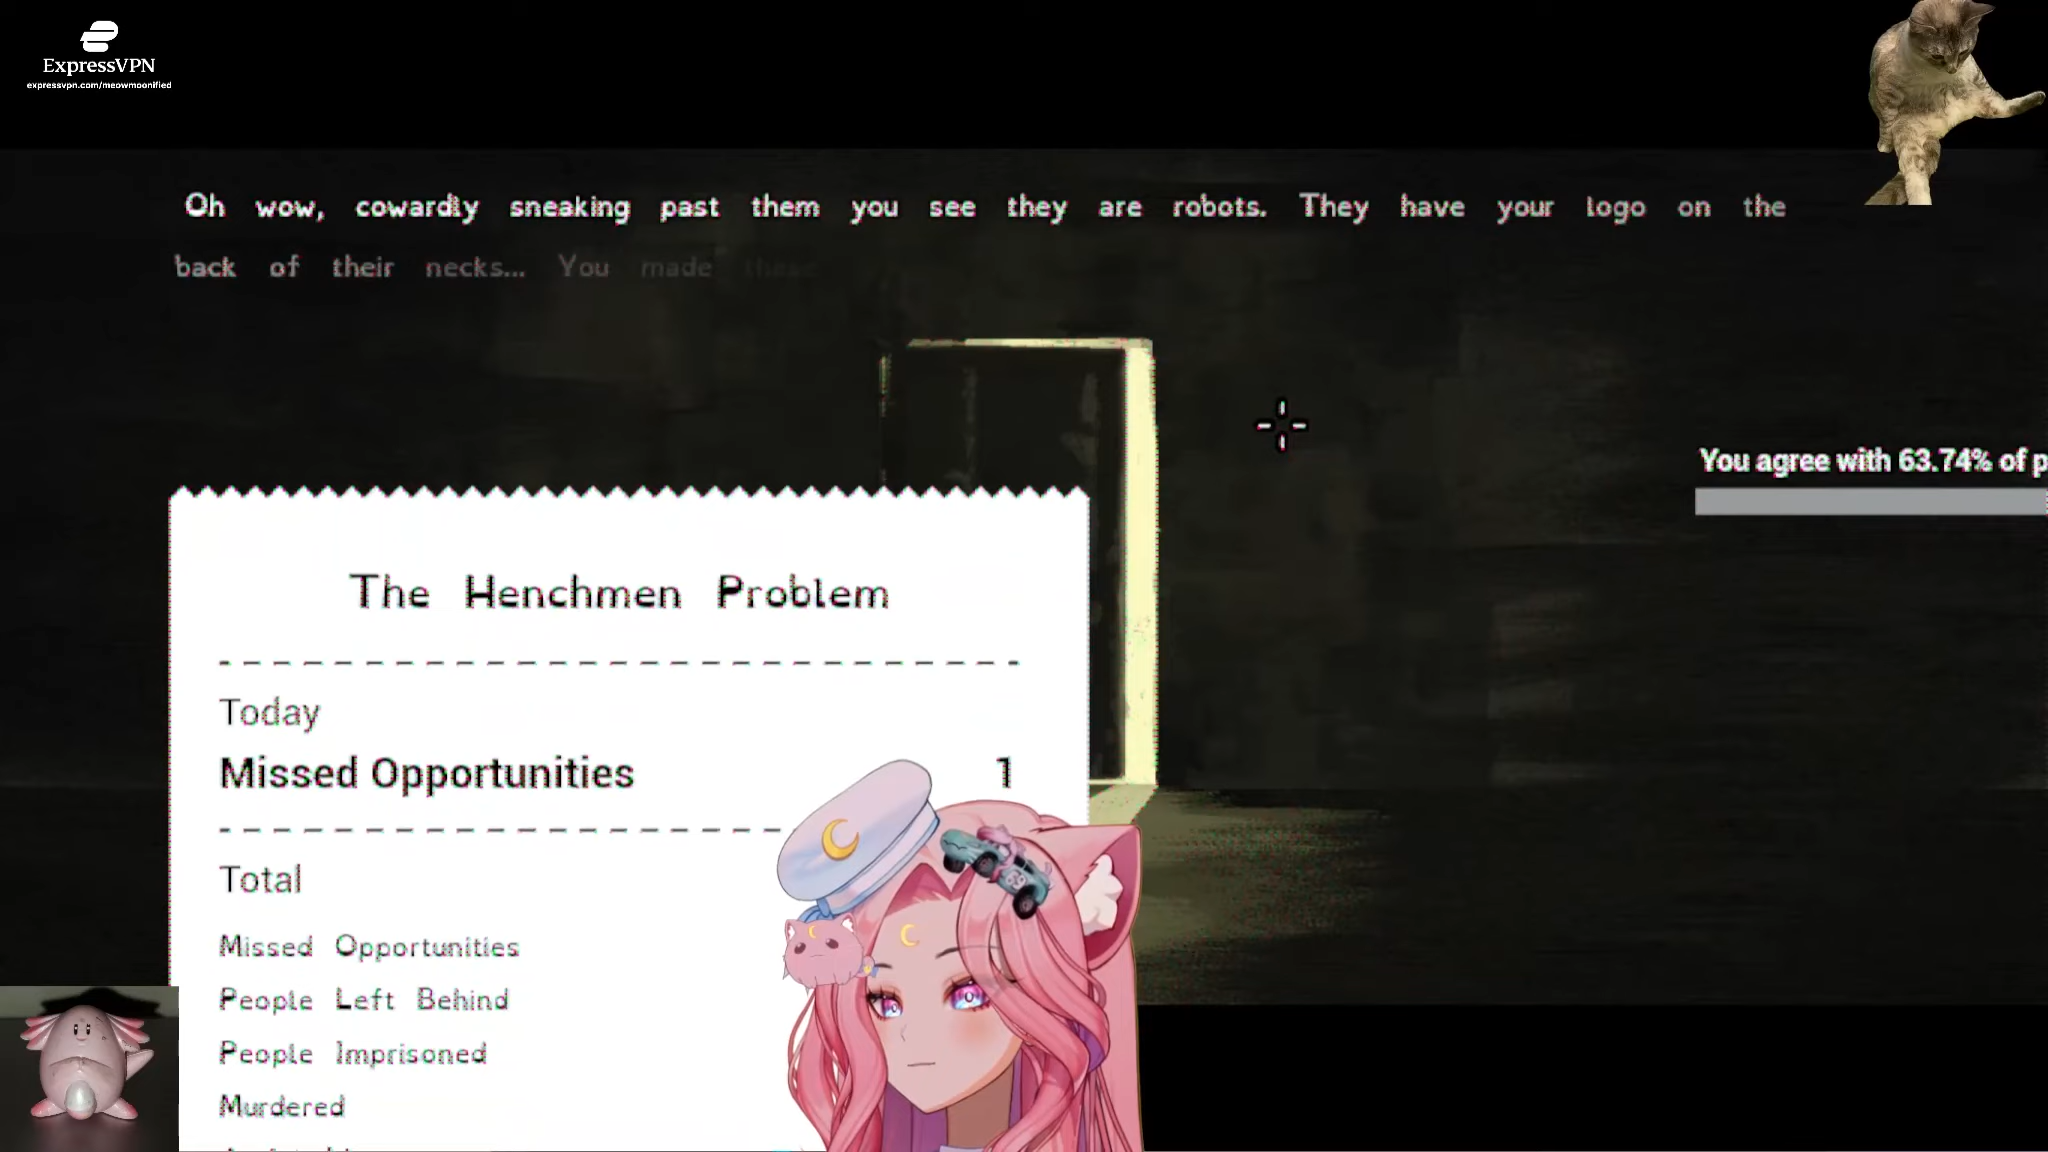 ExpressVPN
expressvpn.com/meowmoonified
Oh wow, cowardly sneaking past them you see they are robots. They have your logo on the
back of their necks... You made these
You agree with 63.74% of p
The Henchmen Problem
Today
Missed Opportunities 1
Total
Missed Opportunities
People Left Behind
People Imprisoned
Murdered